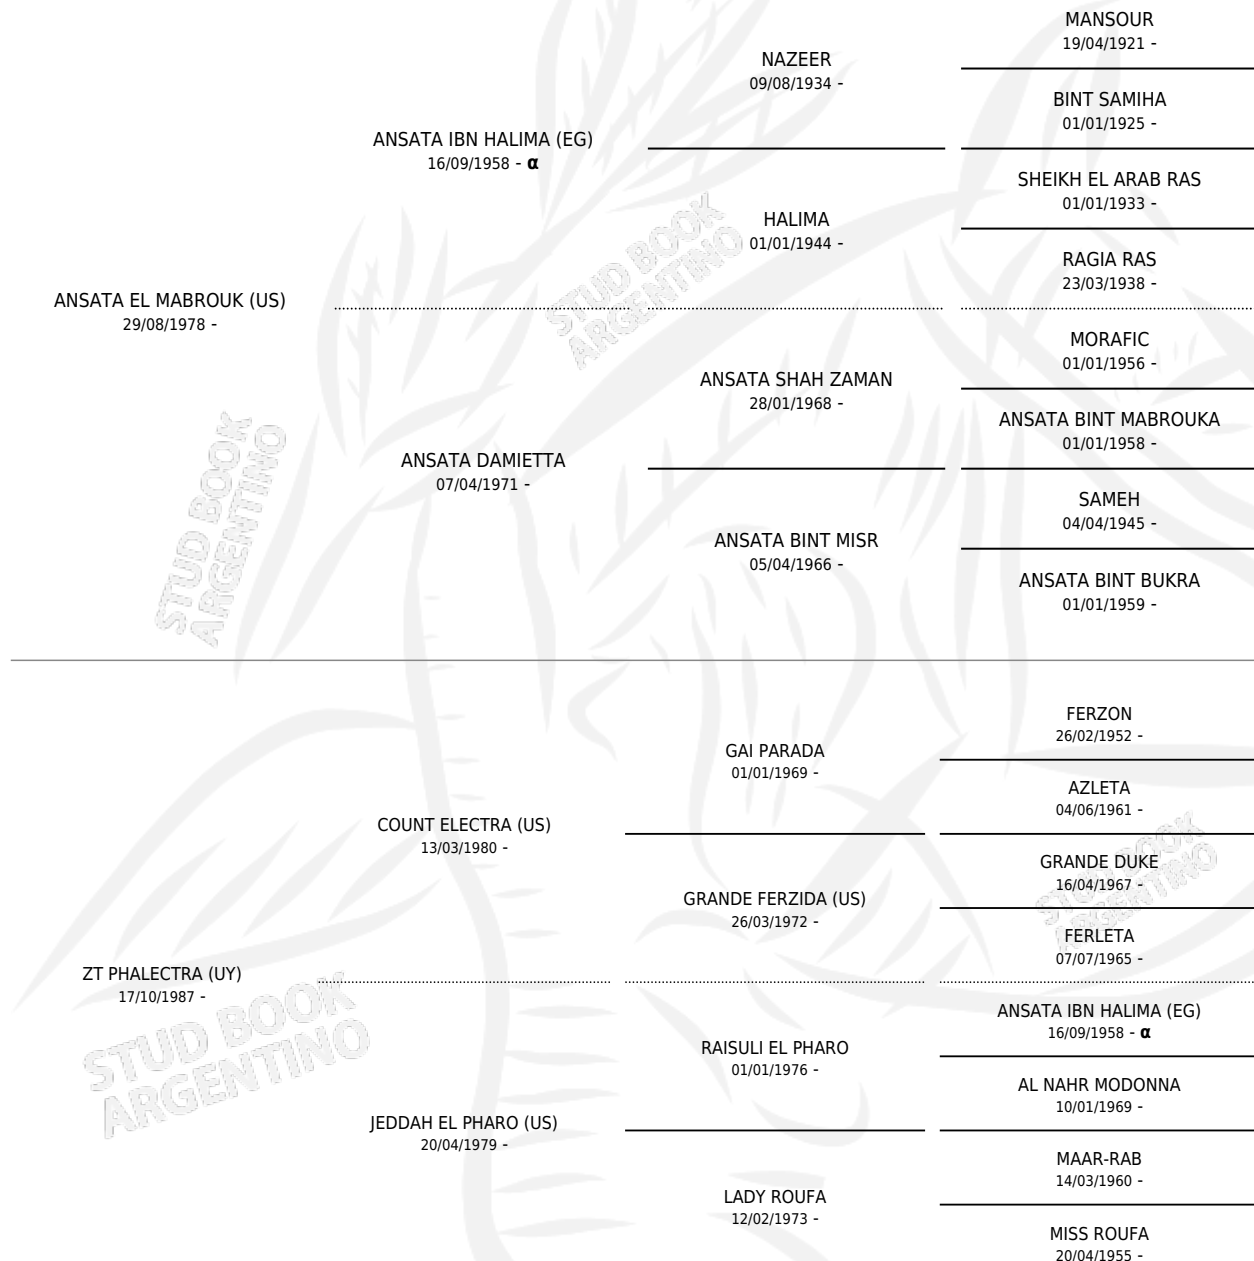 MANSOUR
19/04/1921 -
NAZEER
09/08/1934 -
BINT SAMIHA
01/01/1925 -
ANSATA IBN HALIMA (EG)
16/09/1958 - α
SHEIKH EL ARAB RAS
01/01/1933 -
HALIMA
01/01/1944 -
RAGIA RAS
23/03/1938 -
ANSATA EL MABROUK (US)
29/08/1978 -
MORAFIC
01/01/1956 -
ANSATA SHAH ZAMAN
28/01/1968 -
ANSATA BINT MABROUKA
01/01/1958 -
ANSATA DAMIETTA
07/04/1971 -
SAMEH
04/04/1945 -
ANSATA BINT MISR
05/04/1966 -
ANSATA BINT BUKRA
01/01/1959 -
STUD BOOK
ARGENTINO
STUD BOOK
ARGENTINO
FERZON
26/02/1952 -
GAI PARADA
01/01/1969 -
AZLETA
04/06/1961 -
COUNT ELECTRA (US)
13/03/1980 -
GRANDE DUKE
16/04/1967 -
GRANDE FERZIDA (US)
26/03/1972 -
FERLETA
07/07/1965 -
ZT PHALECTRA (UY)
17/10/1987 -
ANSATA IBN HALIMA (EG)
16/09/1958 - α
RAISULI EL PHARO
01/01/1976 -
AL NAHR MODONNA
10/01/1969 -
JEDDAH EL PHARO (US)
20/04/1979 -
MAAR-RAB
14/03/1960 -
LADY ROUFA
12/02/1973 -
MISS ROUFA
20/04/1955 -
STUD BOOK
ARGENTINO
STUD BOOK
ARGENTINO